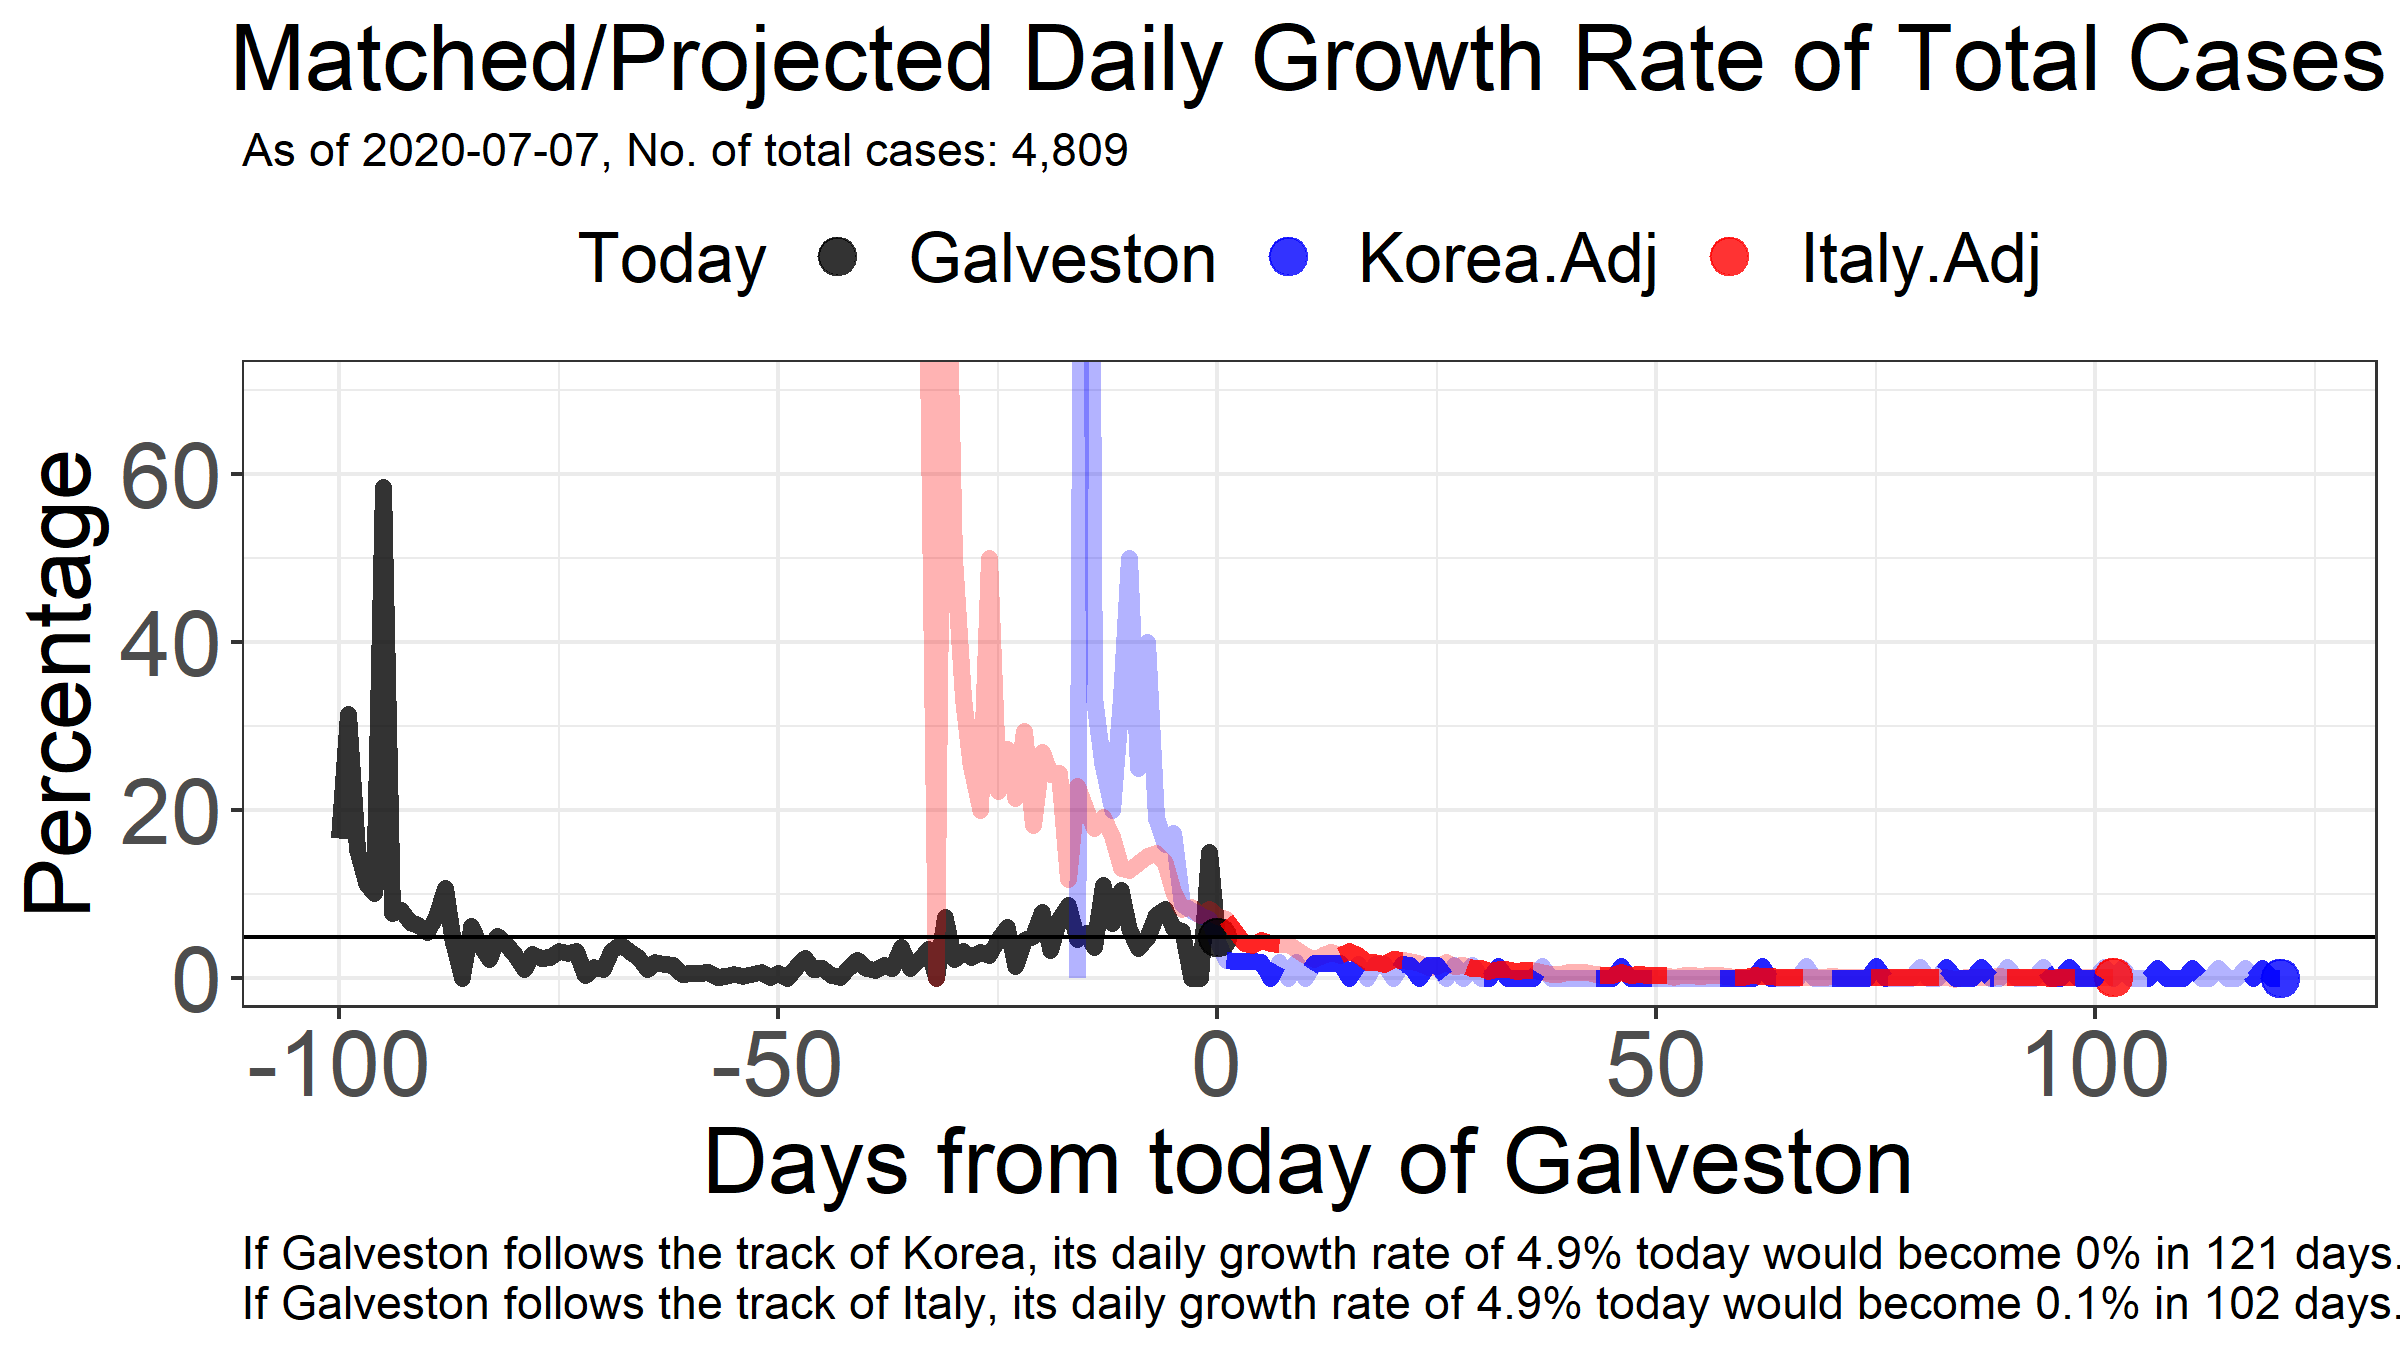 Matched/Projected Daily Growth Rate of Total Cases
As of 2020-07-07, No. of total cases: 4,809
Today Galveston Korea.Adj Italy.Adj
Percentage
60
40
20
0
-100 -50 0 50 100
Days from today of Galveston
If Galveston follows the track of Korea, its daily growth rate of 4.9% today would become 0% in 121 days.
If Galveston follows the track of Italy, its daily growth rate of 4.9% today would become 0.1% in 102 days.